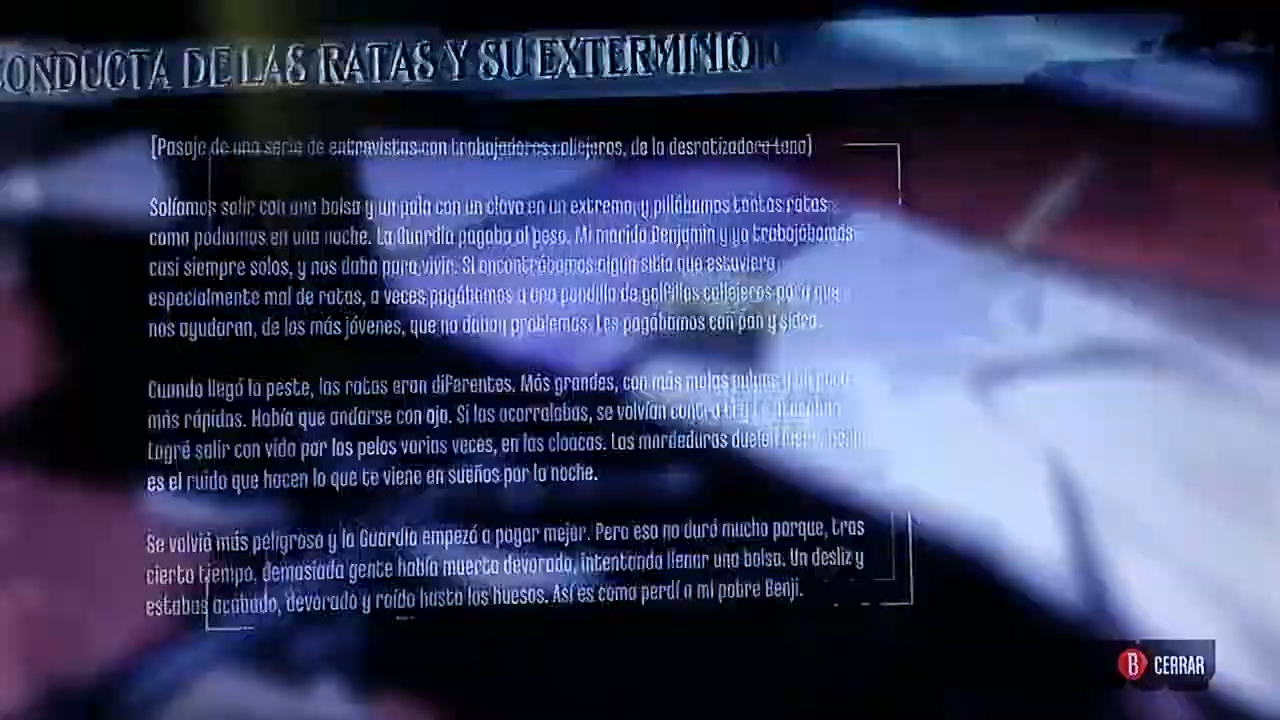 CONDUCTA DE LAS RATAS Y SU EXTERMINIO
[Pasaje de una serie de entrevistas con trabajadores callejeros, de la desratizadora Lana]
Solíamos salir con una bolsa y un palo con un clavo en un extremo, y pillábamos tantas ratas
como podíamos en una noche. La Guardia pagaba al peso. Mi marido Benjamin y yo trabajábamos
casi siempre solos, y nos daba para vivir. Si encontrábamos algún sitio que estuviera
especialmente mal de ratas, a veces pagábamos a una pandilla de golfillos callejeros para que
nos ayudaran, de los más jóvenes, que no daban problemas. Les pagábamos con pan y sidra.
Cuando llegó la peste, las ratas eran diferentes. Más grandes, con más malas pulgas y un poco
más rápidas. Había que andarse con ojo. Si las acorralabas, se volvían contra ti y
Logré salir con vida por los pelos varias veces, en las cloacas. Las mordeduras duelen
es el ruido que hacen lo que te viene en sueños por la noche.
Se volvió más peligroso y la Guardia empezó a pagar mejor. Pero eso no duró mucho porque, tras
cierto tiempo, demasiada gente había muerto devorada, intentando llenar una bolsa. Un desliz y
estabas acabado, devorado y roído hasta los huesos. Así es como perdí a mi pobre Benji.
B CERRAR